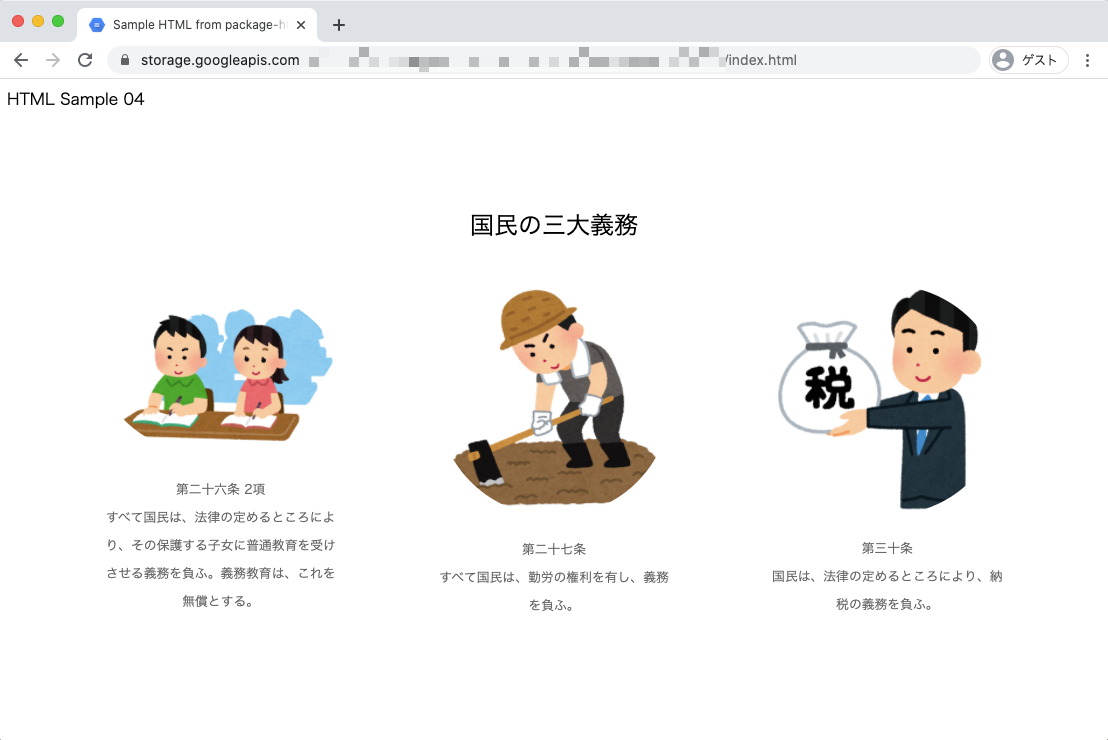 Sample HTML from package-h
storage.googleapis.com
/index.html
ゲスト
HTML Sample 04
国民の三大義務
税
第二十六条 2項
すべて国民は、法律の定めるところによ
り、その保護する子女に普通教育を受け
させる義務を負ふ。義務教育は、これを
無償とする。
第二十七条
すべて国民は、勤労の権利を有し、義務
を負ふ。
第三十条
国民は、法律の定めるところにより、納
税の義務を負ふ。